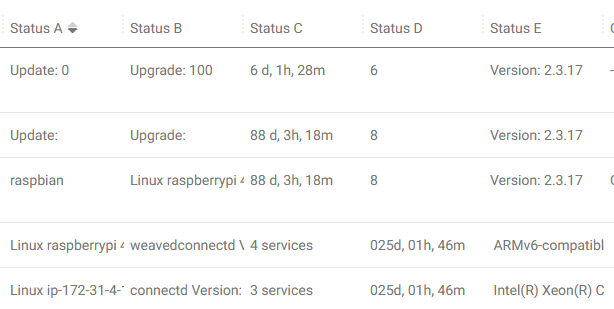 Status A Status B Status C Status D Status E
Update: 0 Upgrade: 100 6 d, 1h, 28m 6 Version: 2.3.17 -
Update: Upgrade: 88 d, 3h, 18m 8 Version: 2.3.17
raspbian Linux raspberrypi 88 d, 3h, 18m 8 Version: 2.3.17
Linux raspberrypi weavedconnectd 4 services 025d, 01h, 46m ARMv6-compatibl
Linux ip-172-31-4- connectd Version: 3 services 025d, 01h, 46m Intel(R) Xeon(R) C